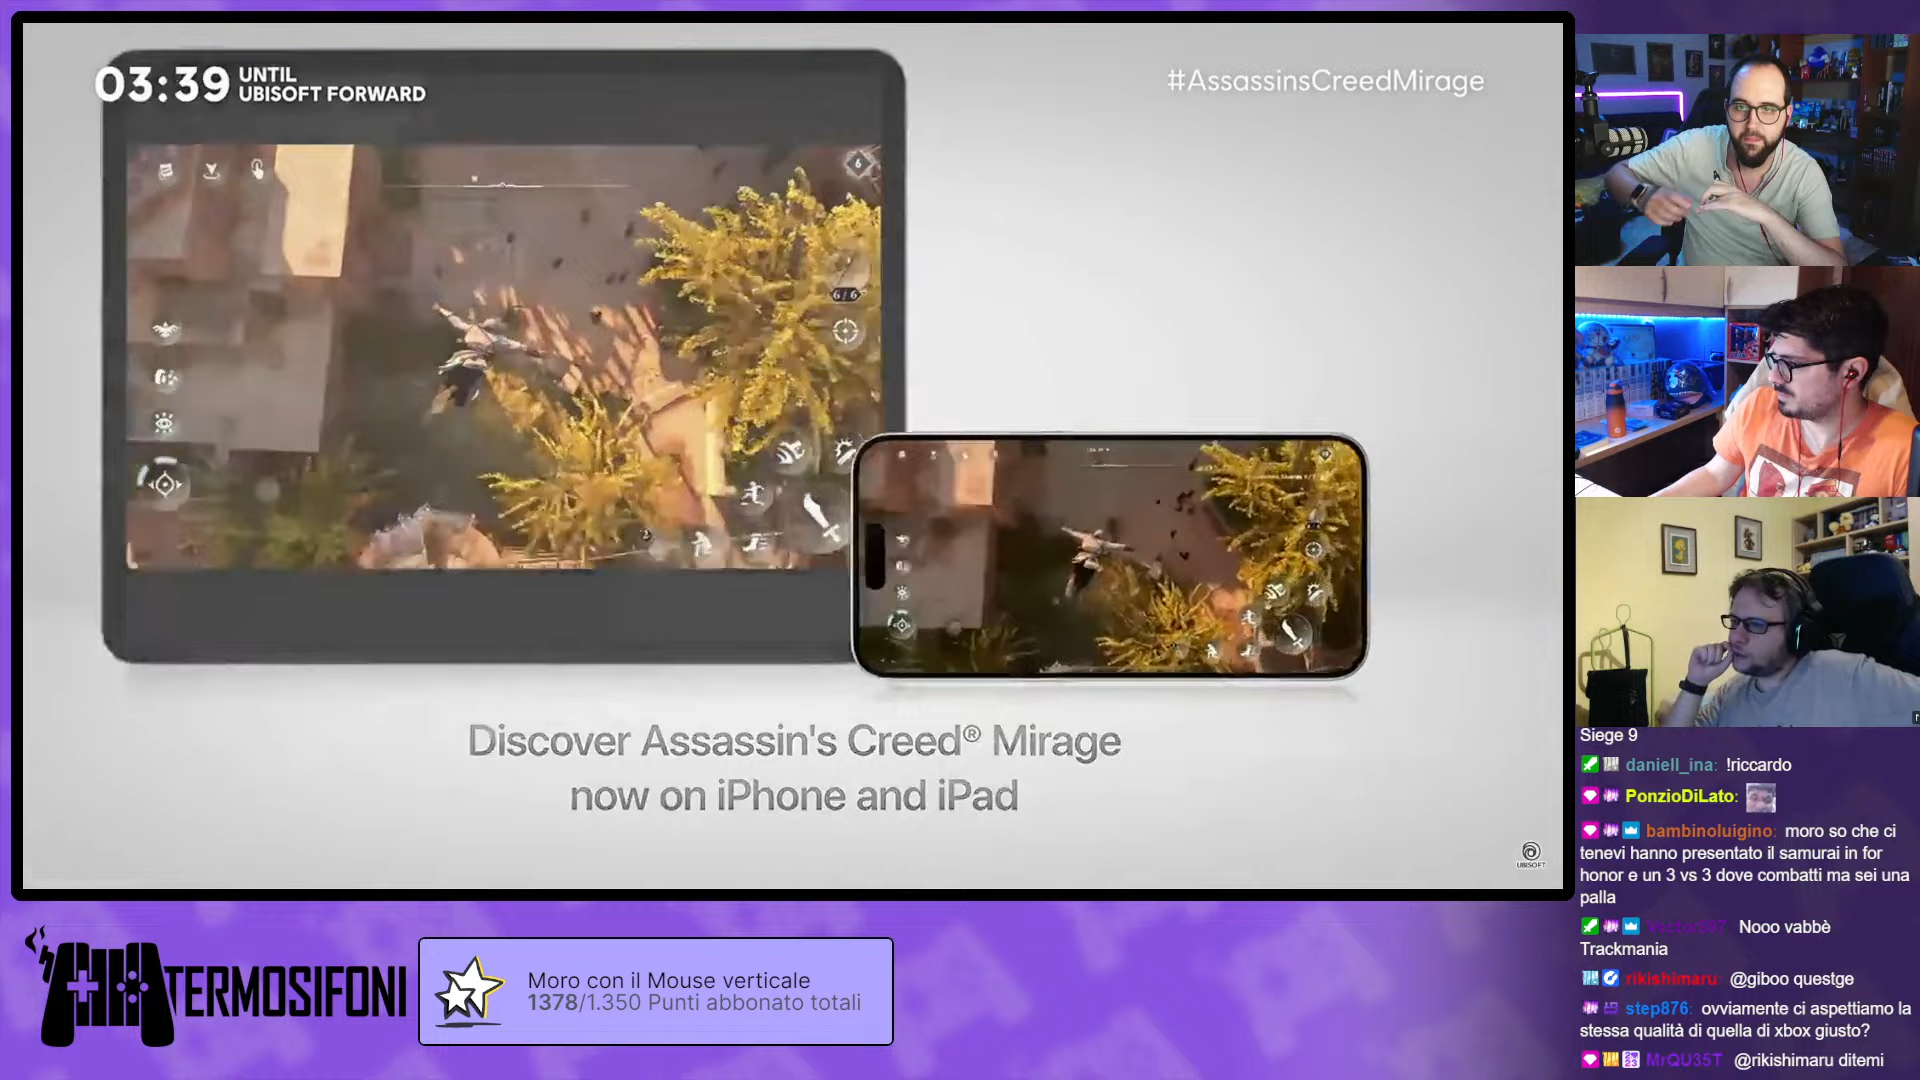 03:39 UNTIL
UBISOFT FORWARD
#AssassinsCreedMirage
6
6/6
Discover Assassin's Creed® Mirage
now on iPhone and iPad
UBISOFT
TERMOSIFONI
Moro con il Mouse verticale
1378/1.350 Punti abbonato totali
Siege 9
daniell_ina: !riccardo
PonzioDiLato:
bambinoluigino: moro so che ci
tenevi hanno presentato il samurai in for
honor e un 3 vs 3 dove combatti ma sei una
palla
Nooo vabbè
Trackmania
rikishimaru: @giboo questge
step876: ovviamente ci aspettiamo la
stessa qualità di quella di xbox giusto?
MrQU35T @rikishimaru ditemi